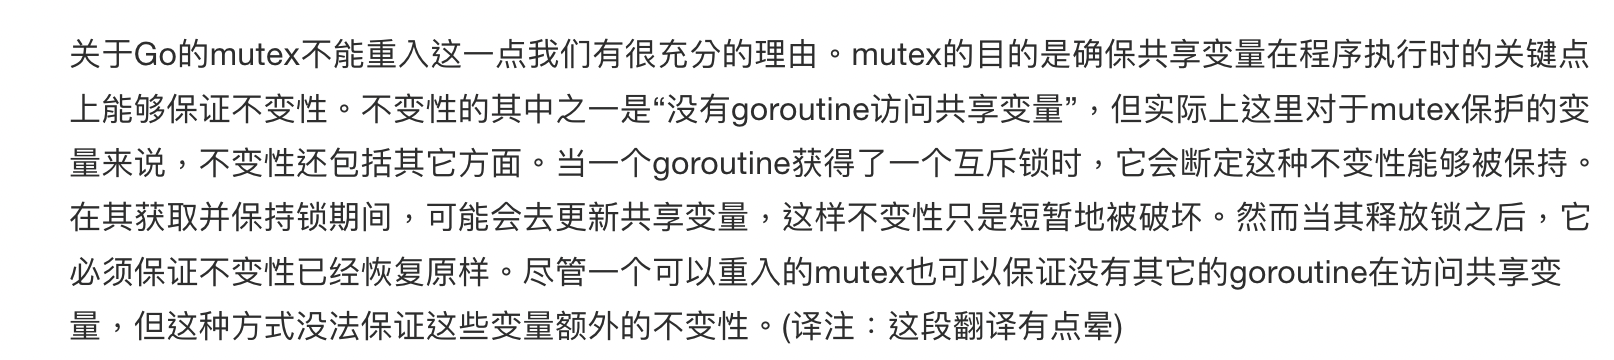 关于Go的mutex不能重入这一点我们有很充分的理由。mutex的目的是确保共享变量在程序执行时的关键点
上能够保证不变性。不变性的其中之一是“没有goroutine访问共享变量”，但实际上这里对于mutex保护的变
量来说，不变性还包括其它方面。当一个goroutine获得了一个互斥锁时，它会断定这种不变性能够被保持。
在其获取并保持锁期间，可能会去更新共享变量，这样不变性只是短暂地被破坏。然而当其释放锁之后，它
必须保证不变性已经恢复原样。尽管一个可以重入的mutex也可以保证没有其它的goroutine在访问共享变
量，但这种方式没法保证这些变量额外的不变性。(译注：这段翻译有点晕)